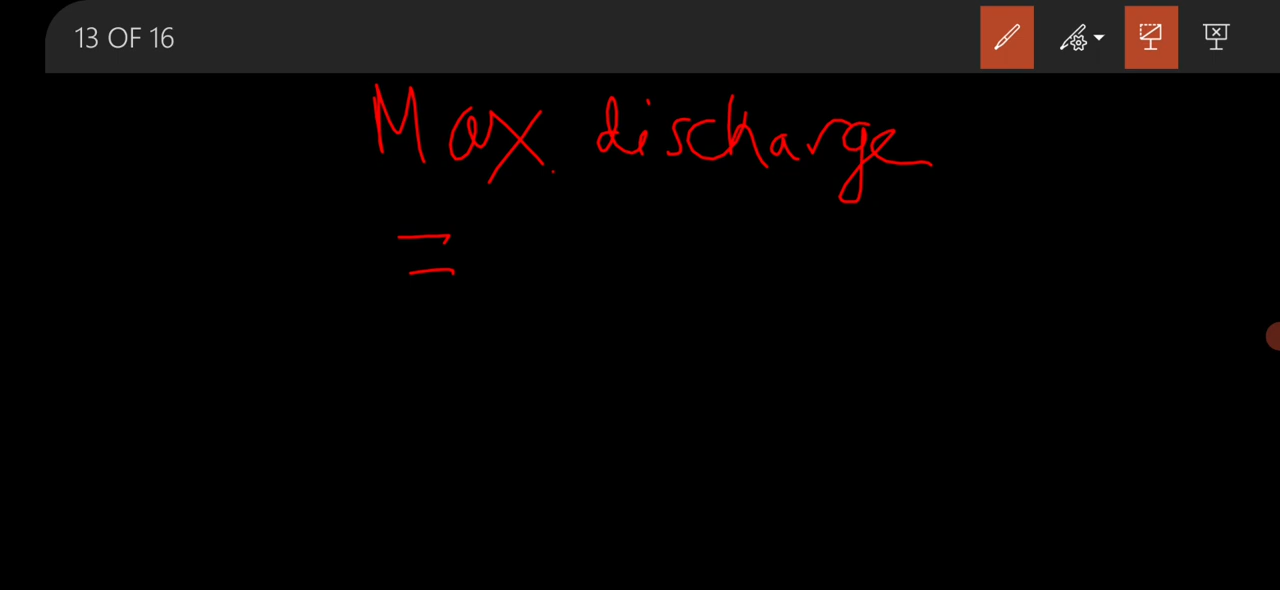 13 OF 16
Max. discharge
=